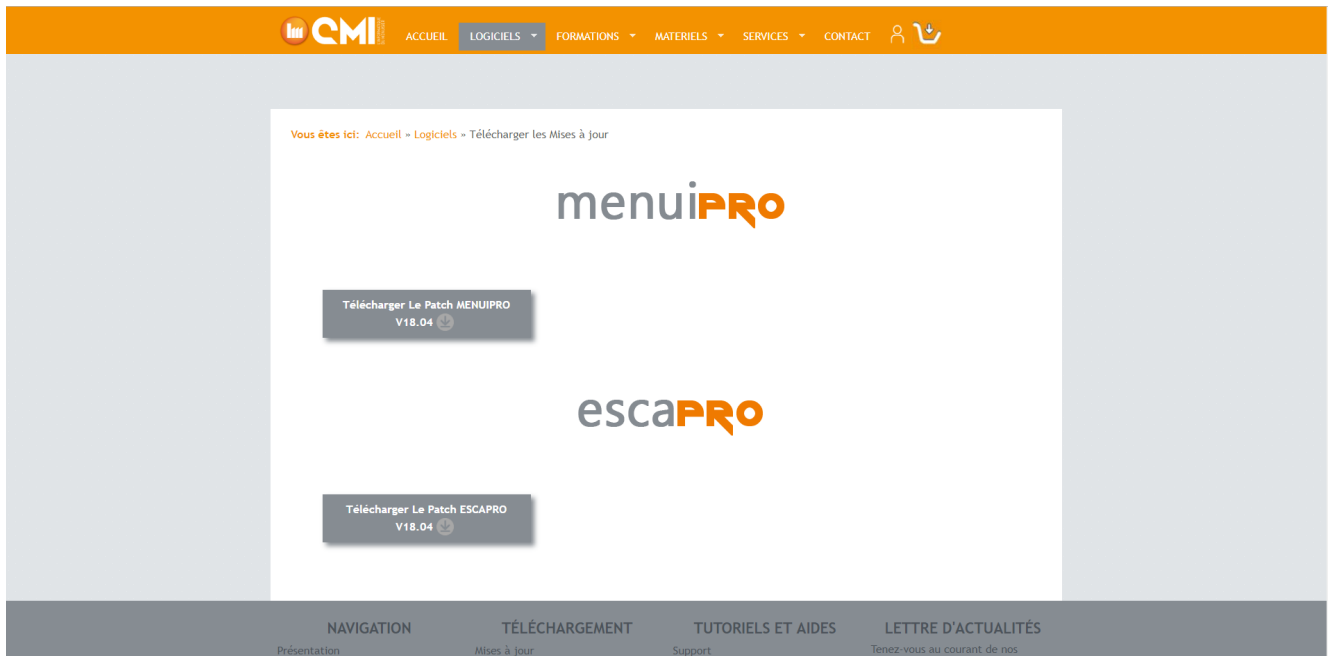 CMI
ACCUEIL LOGICIELS FORMATIONS MATERIELS SERVICES CONTACT
Vous êtes ici: Accueil » Logiciels » Télécharger les Mises à jour
menuiPRO
Télécharger Le Patch MENUIPRO
V18.04
escaPRO
Télécharger Le Patch ESCAPRO
V18.04
NAVIGATION TÉLÉCHARGEMENT TUTORIELS ET AIDES LETTRE D'ACTUALITÉS
Présentation Mises à jour Support Tenez-vous au courant de nos